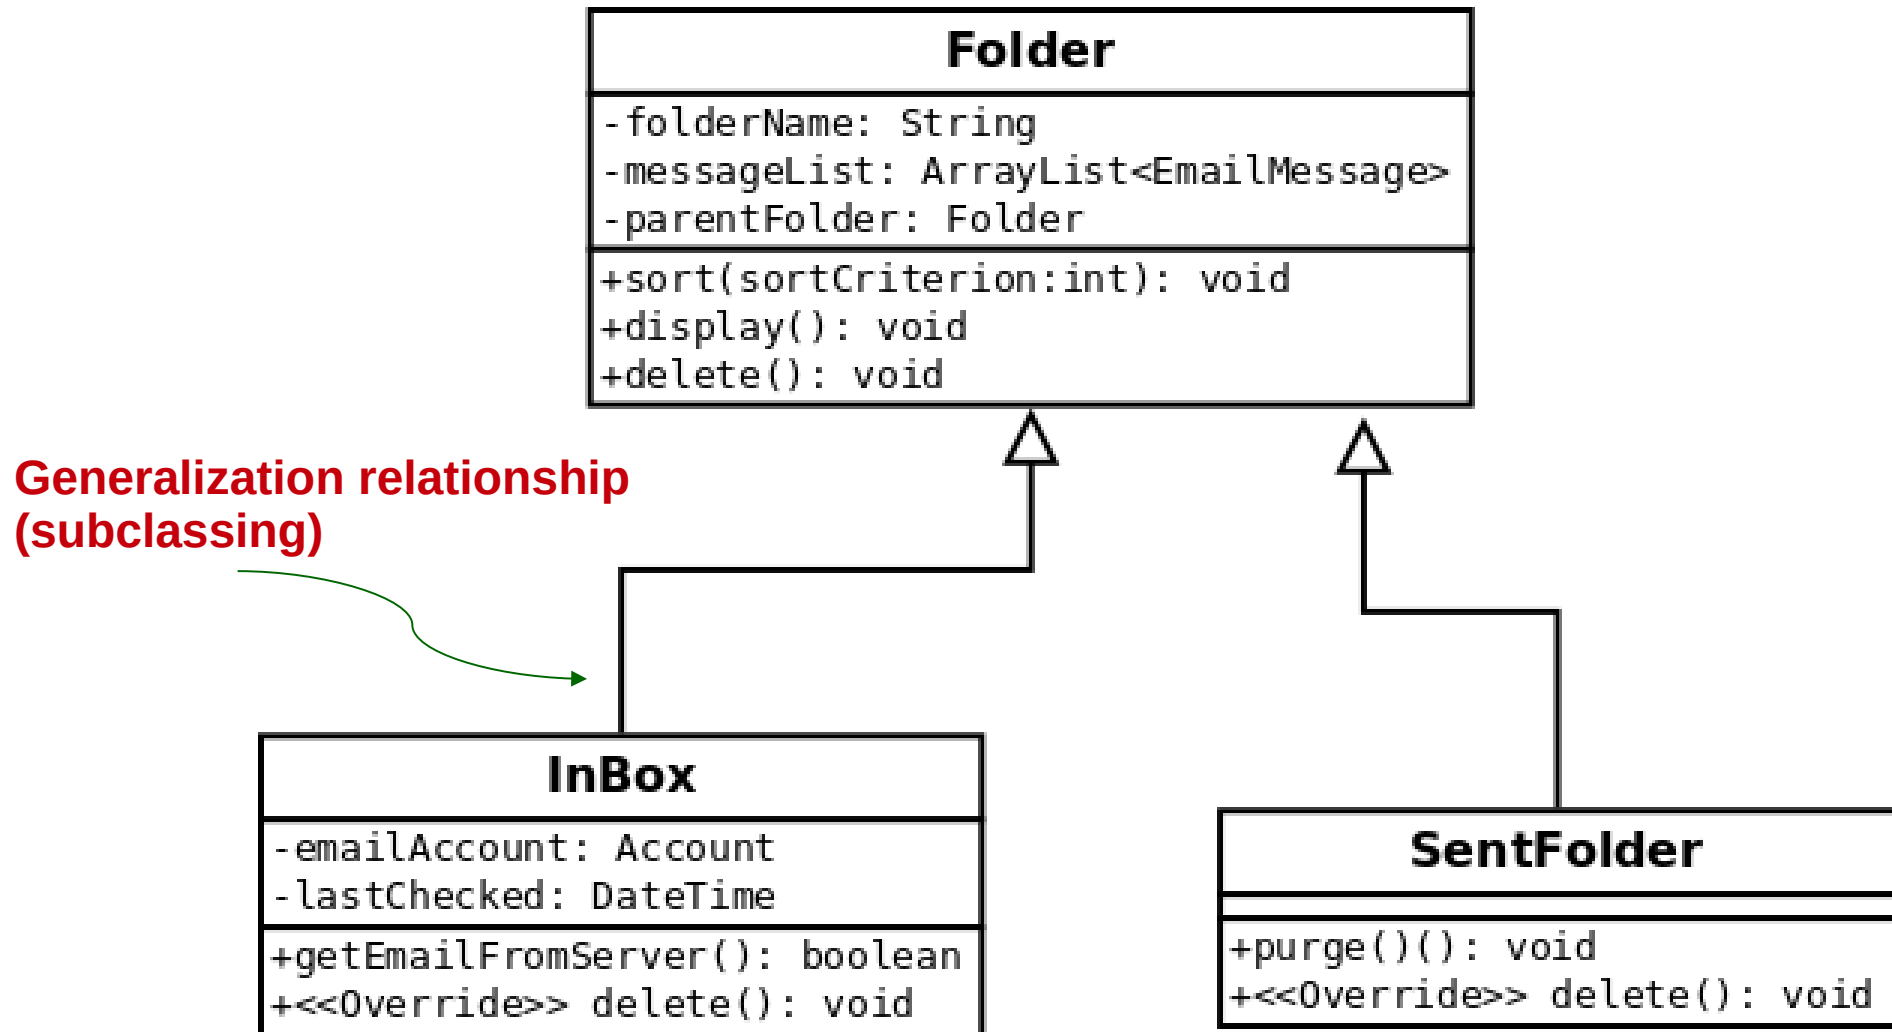 Folder
-folderName: String
-messageList: ArrayList<EmailMessage>
-parentFolder: Folder
+sort(sortCriterion:int): void
+display(): void
+delete(): void
Generalization relationship
(subclassing)
InBox
-emailAccount: Account
-lastChecked: DateTime
+getEmailFromServer(): boolean
+<<Override>> delete(): void
SentFolder
+purge()(): void
+<<Override>> delete(): void